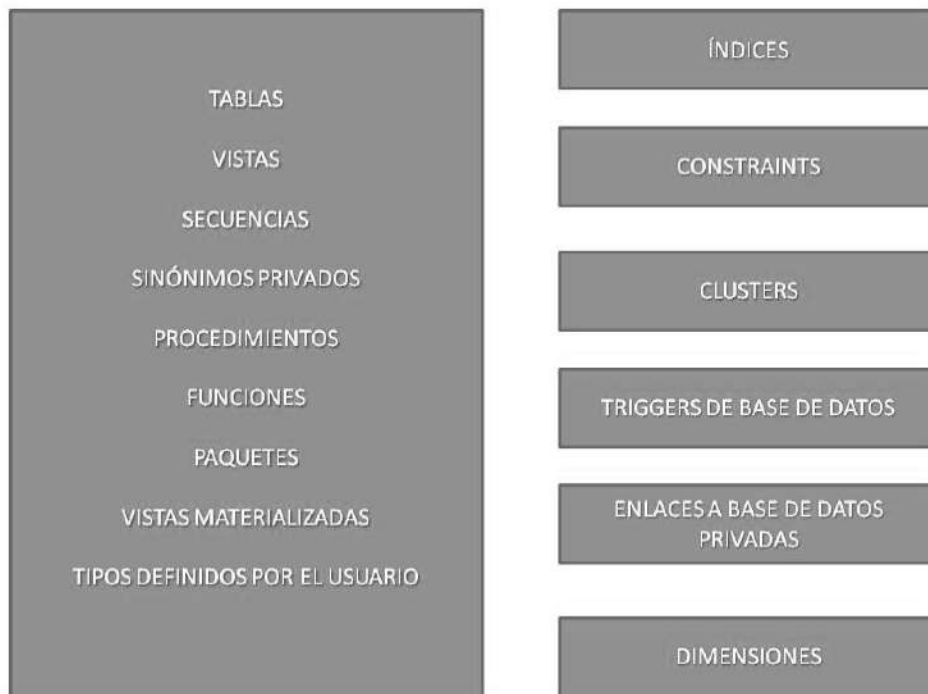 TABLAS
VISTAS
SECUENCIAS
SINÓNIMOS PRIVADOS
PROCEDIMIENTOS
FUNCIONES
PAQUETES
VISTAS MATERIALIZADAS
TIPOS DEFINIDOS POR EL USUARIO
ÍNDICES
CONSTRAINTS
CLUSTERS
TRIGGERS DE BASE DE DATOS
ENLACES A BASE DE DATOS
PRIVADAS
DIMENSIONES